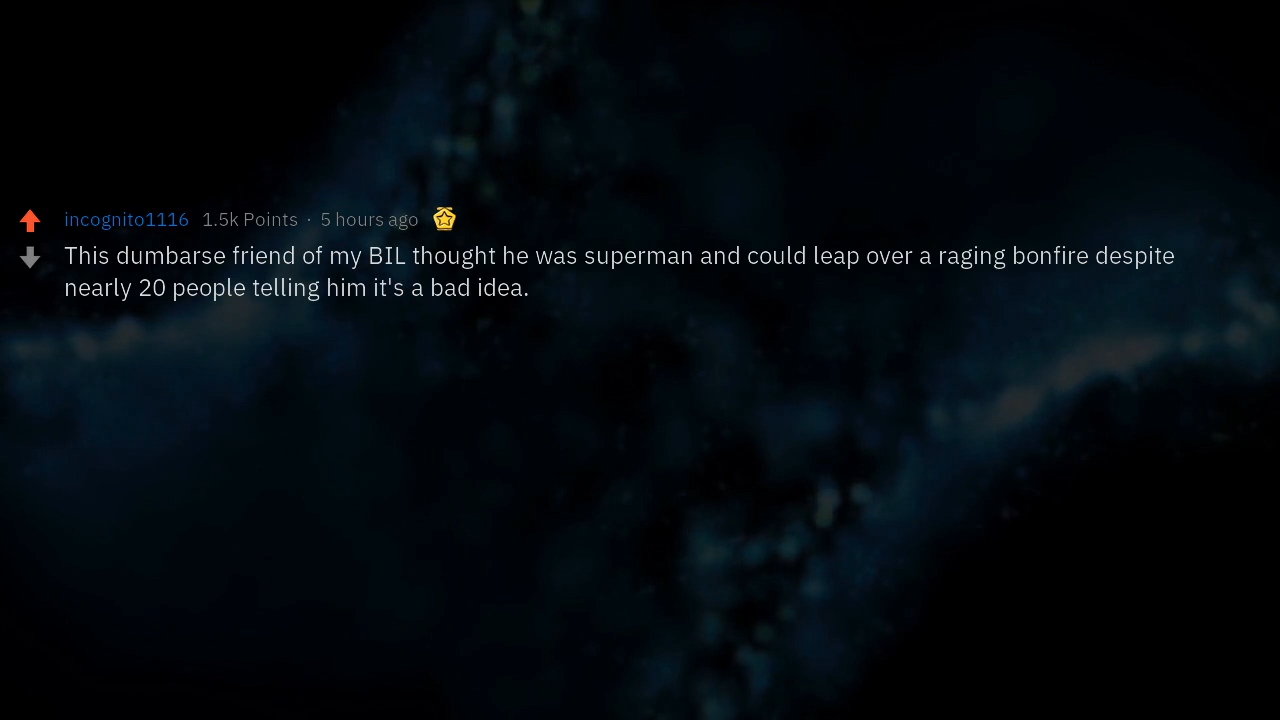 incognito1116 1.5k Points · 5 hours ago
This dumbarse friend of my BIL thought he was superman and could leap over a raging bonfire despite
nearly 20 people telling him it's a bad idea.